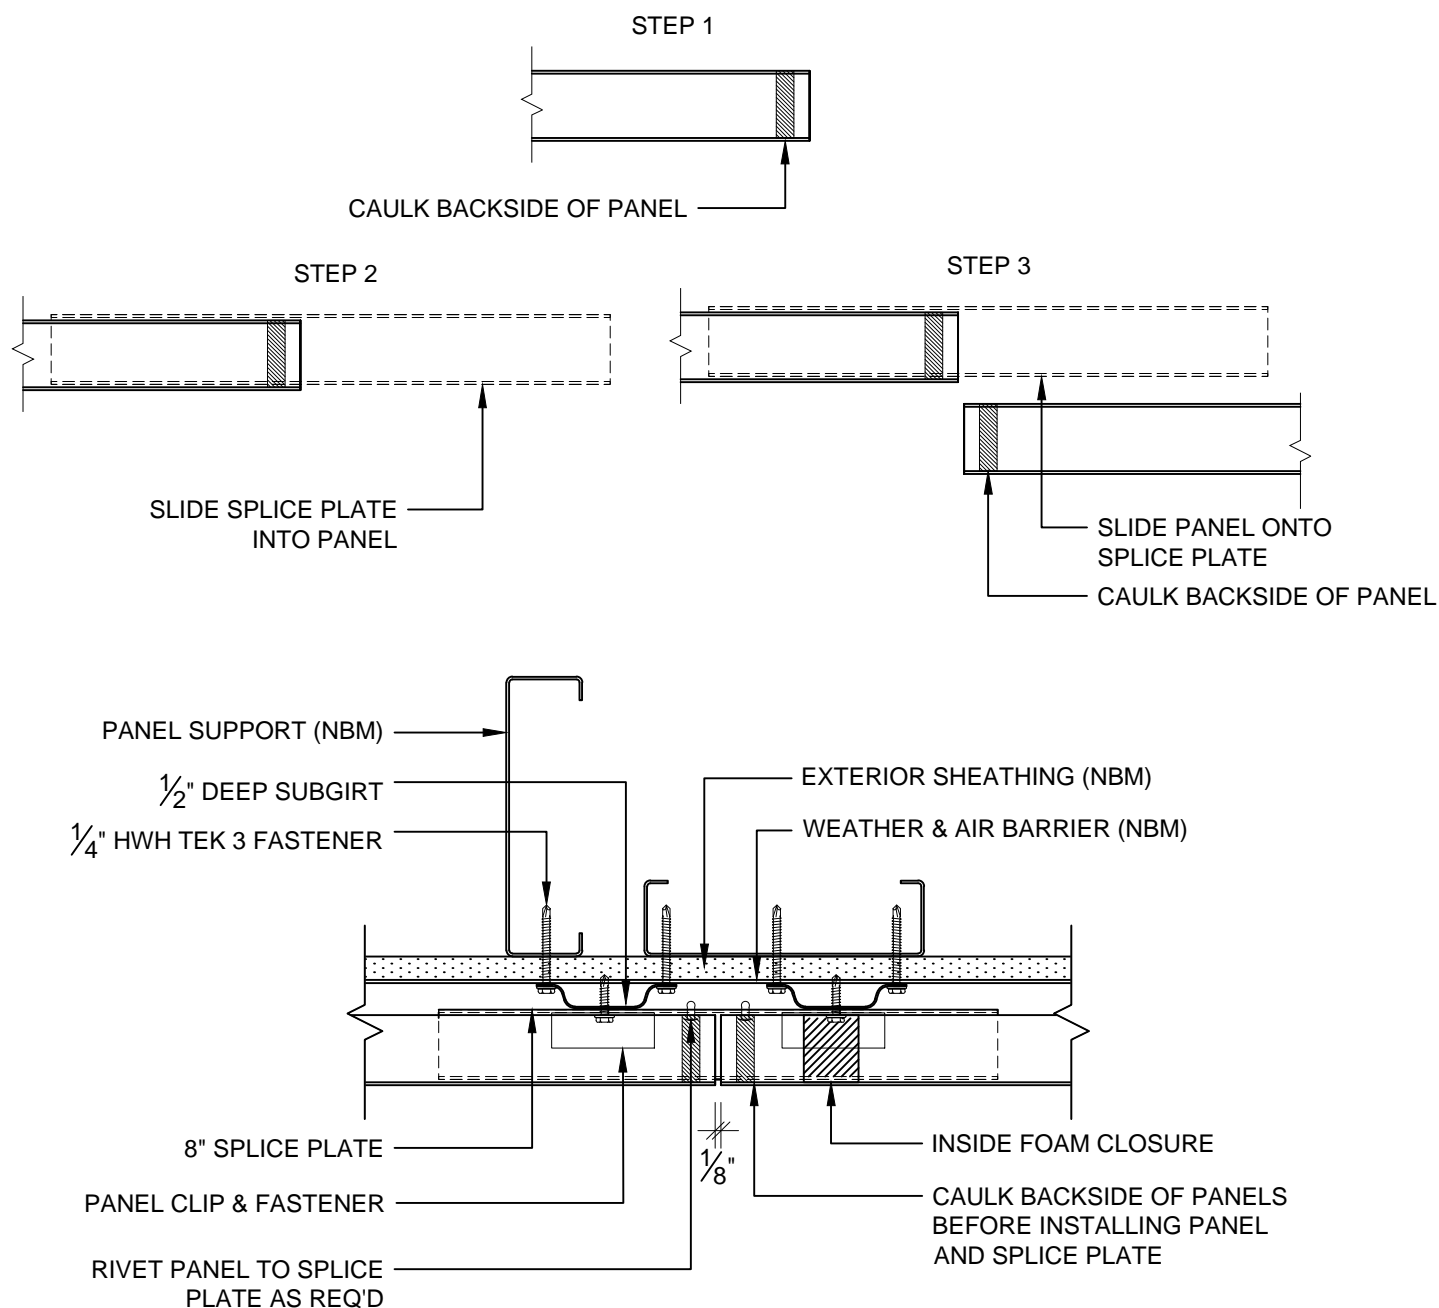 STEP 1
CAULK BACKSIDE OF PANEL
STEP 2
SLIDE SPLICE PLATE
INTO PANEL
STEP 3
SLIDE PANEL ONTO
SPLICE PLATE
CAULK BACKSIDE OF PANEL
PANEL SUPPORT (NBM)
1/2" DEEP SUBGIRT
1/4" HWH TEK 3 FASTENER
EXTERIOR SHEATHING (NBM)
WEATHER & AIR BARRIER (NBM)
8" SPLICE PLATE
PANEL CLIP & FASTENER
RIVET PANEL TO SPLICE
PLATE AS REQ'D
1/8"
INSIDE FOAM CLOSURE
CAULK BACKSIDE OF PANELS
BEFORE INSTALLING PANEL
AND SPLICE PLATE